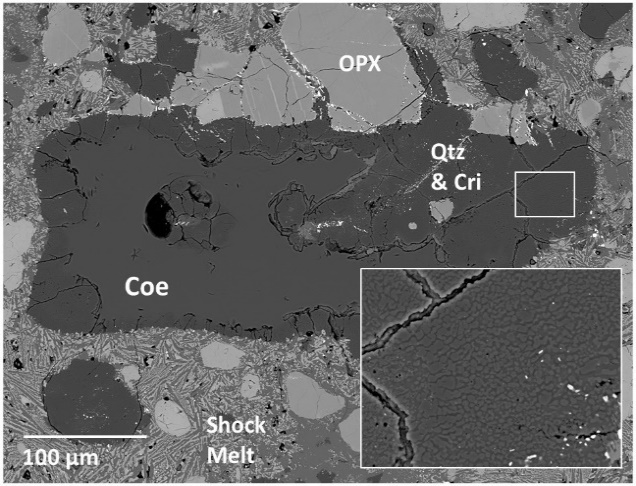 OPX
Qtz
& Cri
Coe
Shock
Melt
100 µm